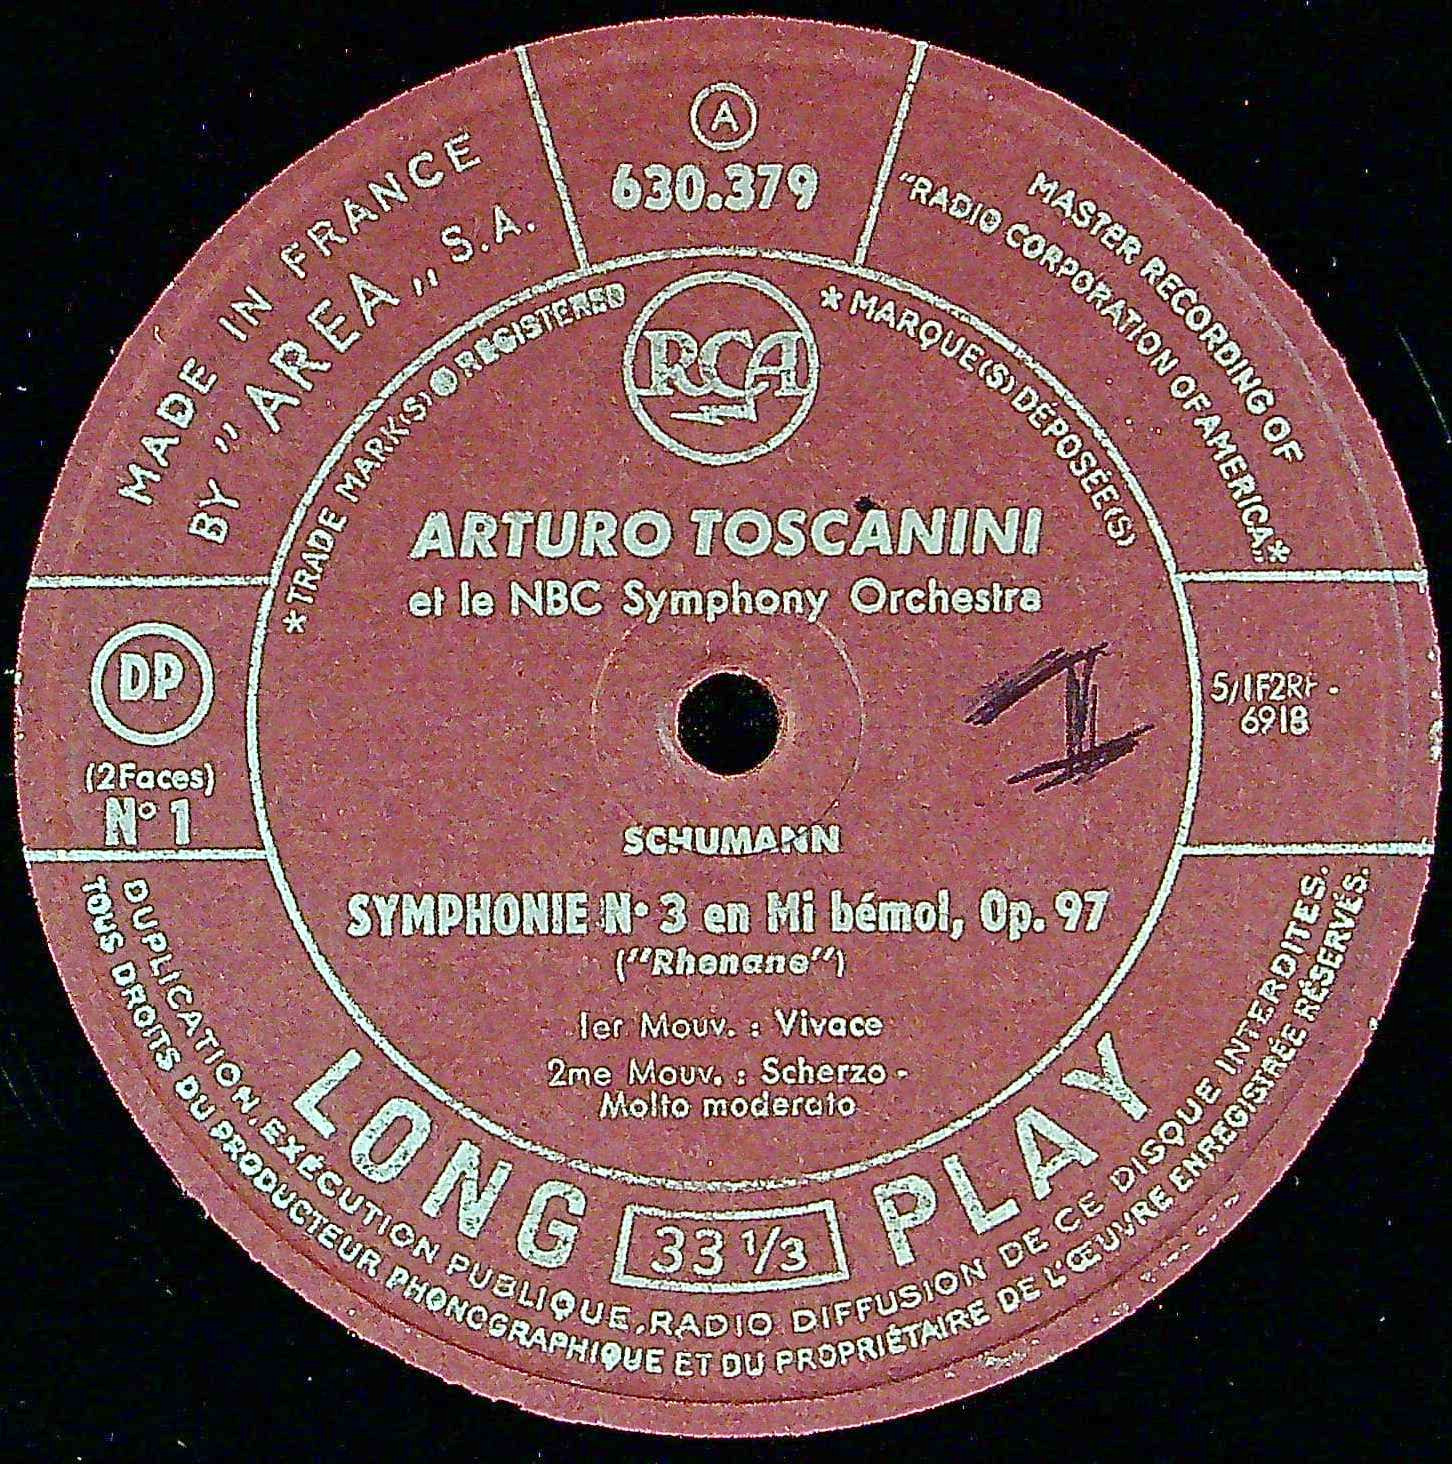 A
630.379
MADE IN FRANCE
BY "AREA" S.A.
MASTER RECORDING OF
"RADIO CORPORATION OF AMERICA"*
*TRADE MARK(S) ® REGISTERED
*MARQUE(S) DÉPOSÉE(S)
RCA
ARTURO TOSCANINI
et le NBC Symphony Orchestra
DP
(2 Faces)
N° 1
1
6918
SCHUMANN
SYMPHONIE N° 3 en Mi bémol, Op. 97
("Rhenane")
1er Mouv. : Vivace
2me Mouv. : Scherzo -
Molto moderato
LONG 33 1/3 PLAY
DUPLICATION, EXÉCUTION PUBLIQUE, RADIO DIFFUSION DE CE DISQUE INTERDITES.
TOUS DROITS DU PRODUCTEUR PHONOGRAPHIQUE ET DU PROPRIÉTAIRE DE L'ŒUVRE ENREGISTRÉE RÉSERVÉS.